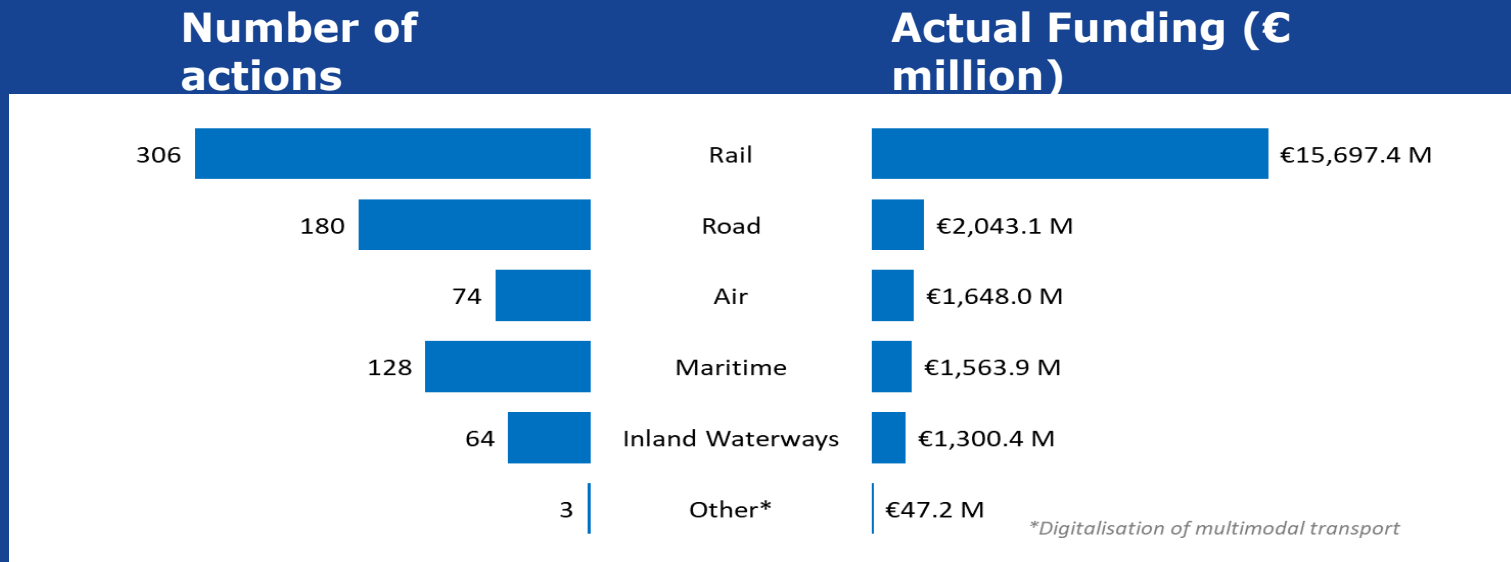 Number of
actions
Actual Funding (€
million)
306 Rail €15,697.4 M
180 Road €2,043.1 M
74 Air €1,648.0 M
128 Maritime €1,563.9 M
64 Inland Waterways €1,300.4 M
3 Other* €47.2 M
*Digitalisation of multimodal transport